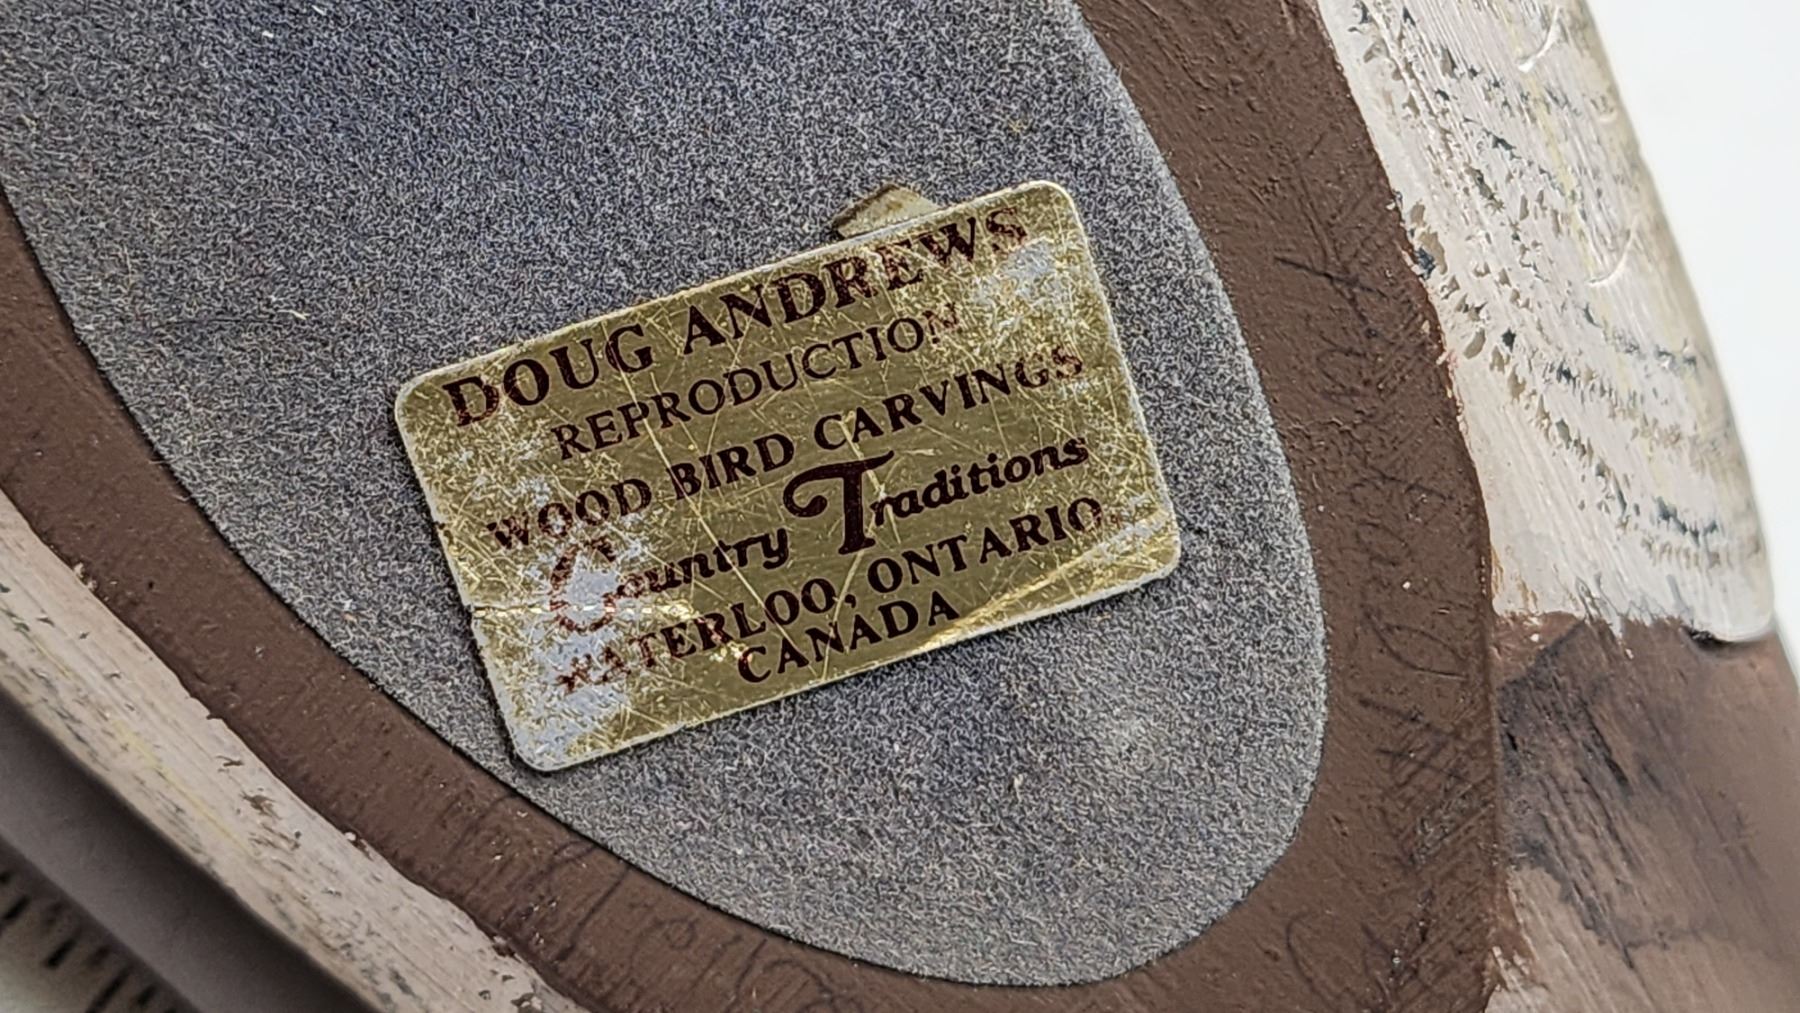 DOUG ANDREWS
REPRODUCTION
WOOD BIRD CARVINGS
Country Traditions
WATERLOO, ONTARIO,
CANADA